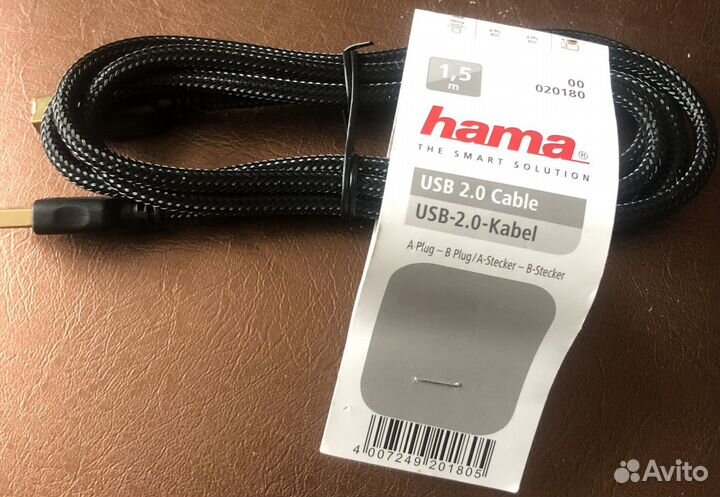 1,5
m
00
020180
hama®
THE SMART SOLUTION
USB 2.0 Cable
USB-2.0-Kabel
A Plug – B Plug/A-Stecker – B-Stecker
4 007249 201805
Avito